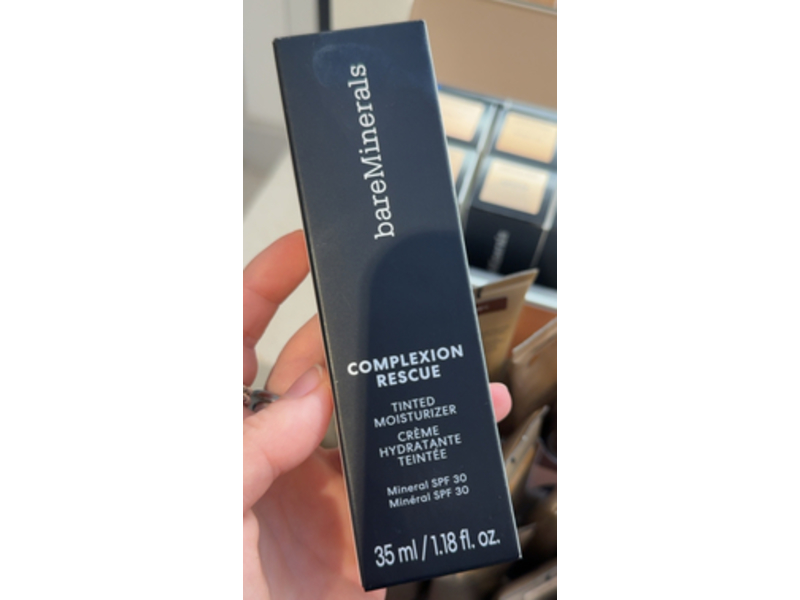 bareMinerals
COMPLEXION
RESCUE
TINTED
MOISTURIZER
CRÈME
HYDRATANTE
TEINTÉE
Mineral SPF 30
Minéral SPF 30
35 ml / 1.18 fl. oz.